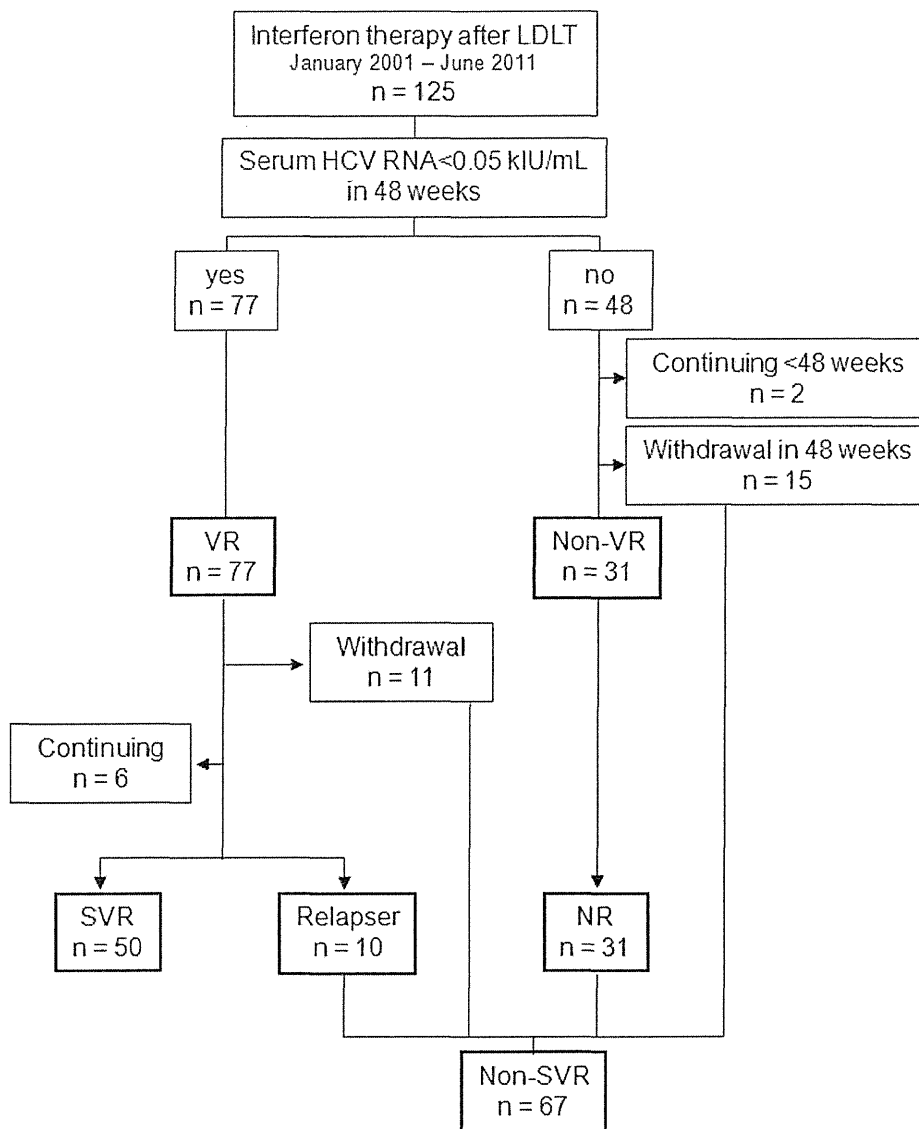 Interferon therapy after LDLT
January 2001 – June 2011
n = 125
Serum HCV RNA<0.05 kIU/mL
in 48 weeks
yes
n = 77
no
n = 48
Continuing <48 weeks
n = 2
Withdrawal in 48 weeks
n = 15
VR
n = 77
Non-VR
n = 31
Withdrawal
n = 11
Continuing
n = 6
SVR
n = 50
Relapser
n = 10
NR
n = 31
Non-SVR
n = 67